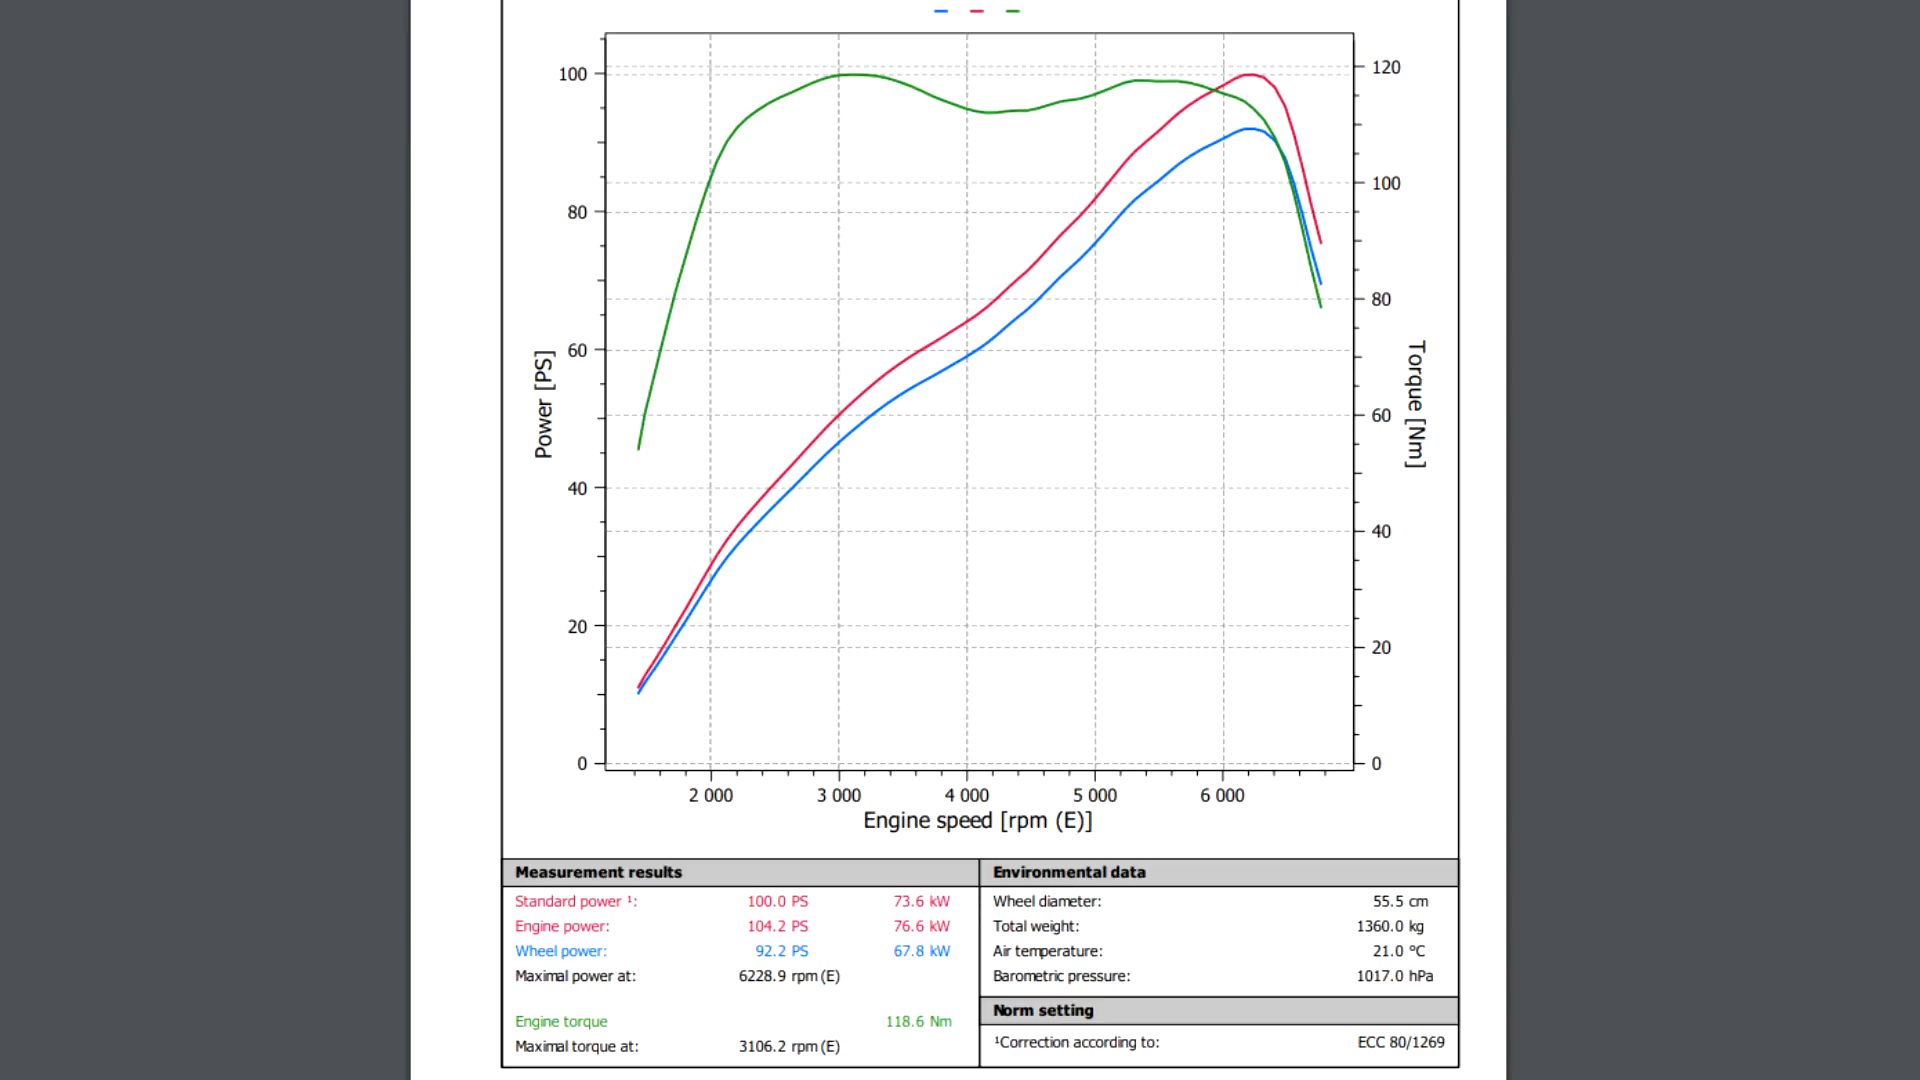 100
80
60
40
20
0
Power [PS]
120
100
80
60
40
20
0
Torque [Nm]
2 000 3 000 4 000 5 000 6 000
Engine speed [rpm (E)]
Measurement results
Standard power ¹: 100.0 PS 73.6 kW
Engine power: 104.2 PS 76.6 kW
Wheel power: 92.2 PS 67.8 kW
Maximal power at: 6228.9 rpm (E)
Engine torque 118.6 Nm
Maximal torque at: 3106.2 rpm (E)
Environmental data
Wheel diameter: 55.5 cm
Total weight: 1360.0 kg
Air temperature: 21.0 °C
Barometric pressure: 1017.0 hPa
Norm setting
¹Correction according to: ECC 80/1269